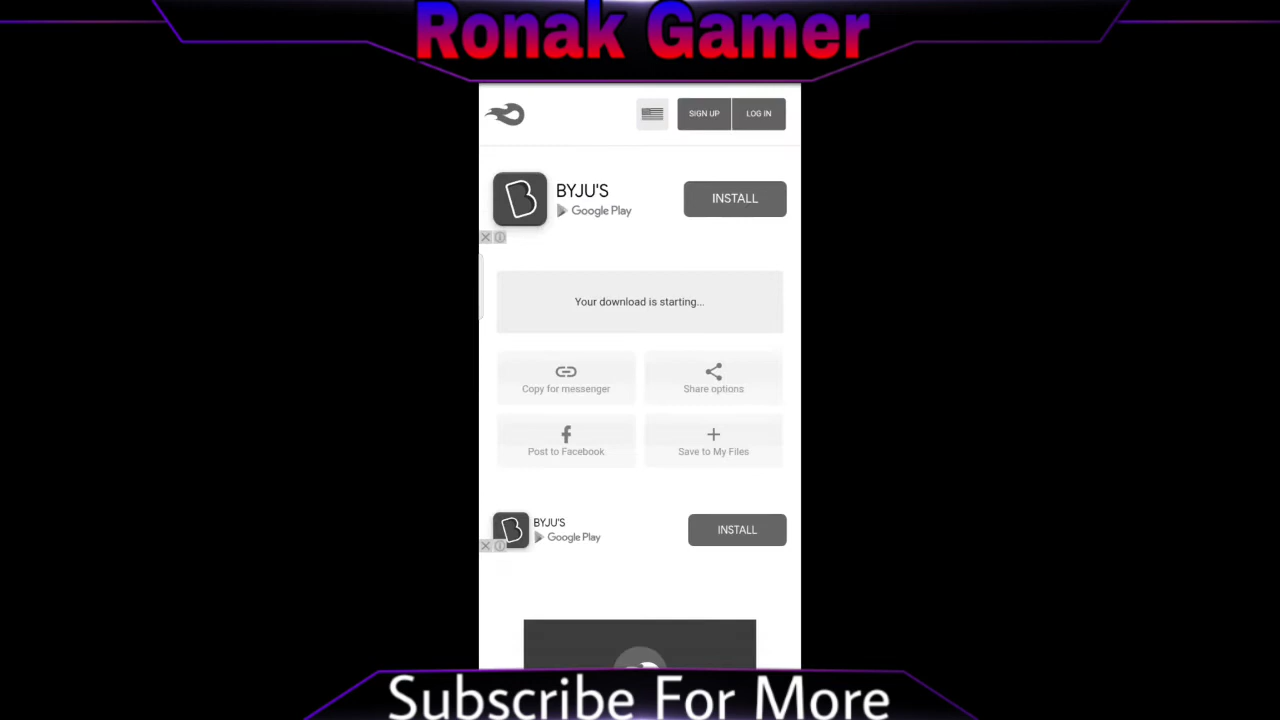 Ronak Gamer
SIGN UP LOG IN
BYJU'S
Google Play
INSTALL
Your download is starting...
Copy for messenger
Share options
Post to Facebook
Save to My Files
BYJU'S
Google Play
INSTALL
Subscribe For More